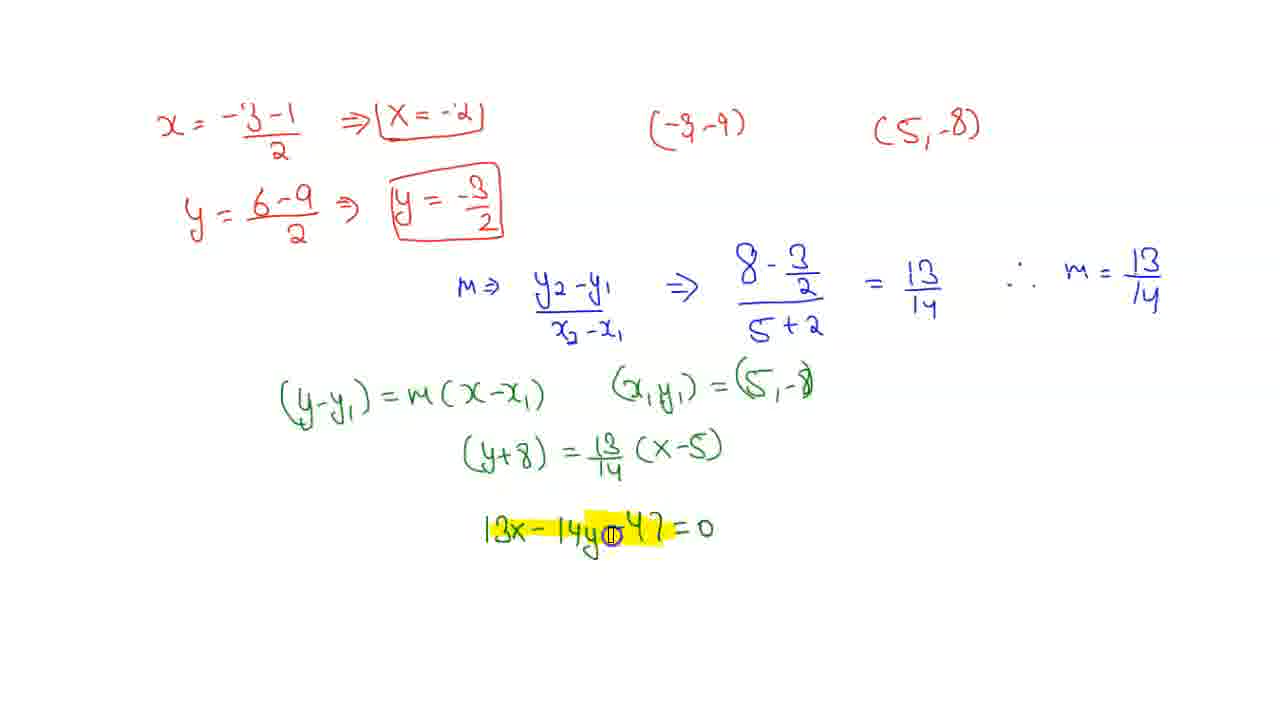 x = -3-1/2 ⇒ x = -2 (-3,-9) (5,-8)
y = 6-9/2 ⇒ y = -3/2
m ⇒ y2-y1/x2-x1 ⇒ 8-3/2/5+2 = 13/14 ∴ m = 13/14
(y-y1) = m(x-x1) (x1y1) = (5,-8)
(y+8) = 13/14 (x-5)
13x - 14y -47 = 0